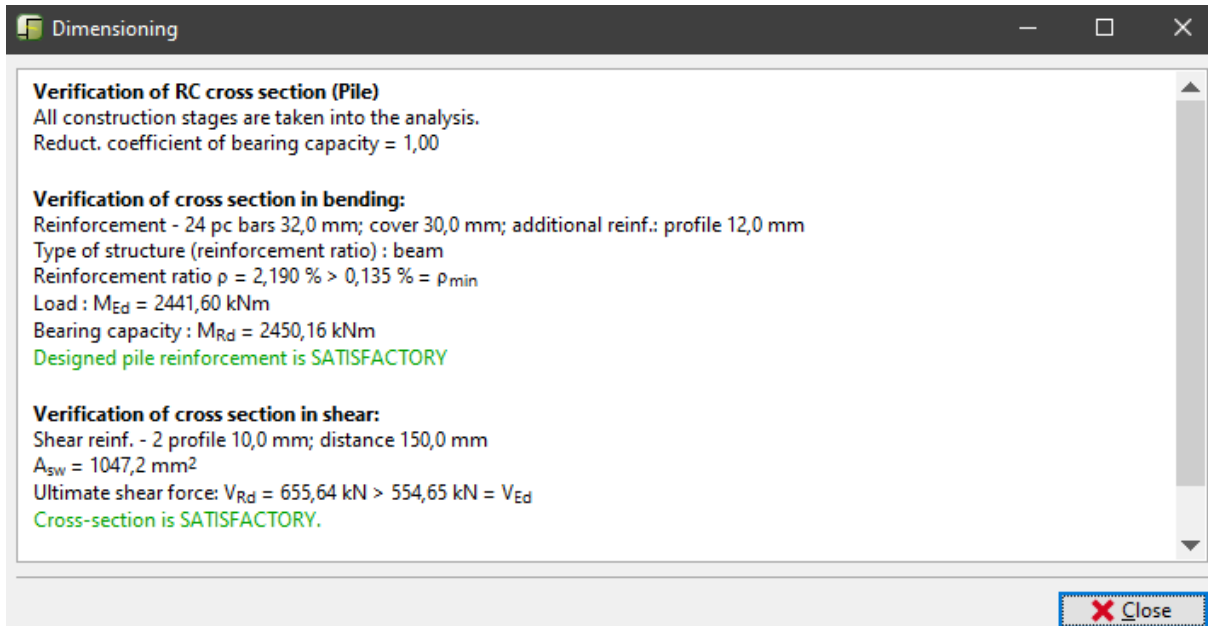 Dimensioning
Verification of RC cross section (Pile)
All construction stages are taken into the analysis.
Reduct. coefficient of bearing capacity = 1,00
Verification of cross section in bending:
Reinforcement - 24 pc bars 32,0 mm; cover 30,0 mm; additional reinf.: profile 12,0 mm
Type of structure (reinforcement ratio) : beam
Reinforcement ratio ρ = 2,190 % > 0,135 % = ρmin
Load : MEd = 2441,60 kNm
Bearing capacity : MRd = 2450,16 kNm
Designed pile reinforcement is SATISFACTORY
Verification of cross section in shear:
Shear reinf. - 2 profile 10,0 mm; distance 150,0 mm
Asw = 1047,2 mm2
Ultimate shear force: VRd = 655,64 kN > 554,65 kN = VEd
Cross-section is SATISFACTORY.
Close